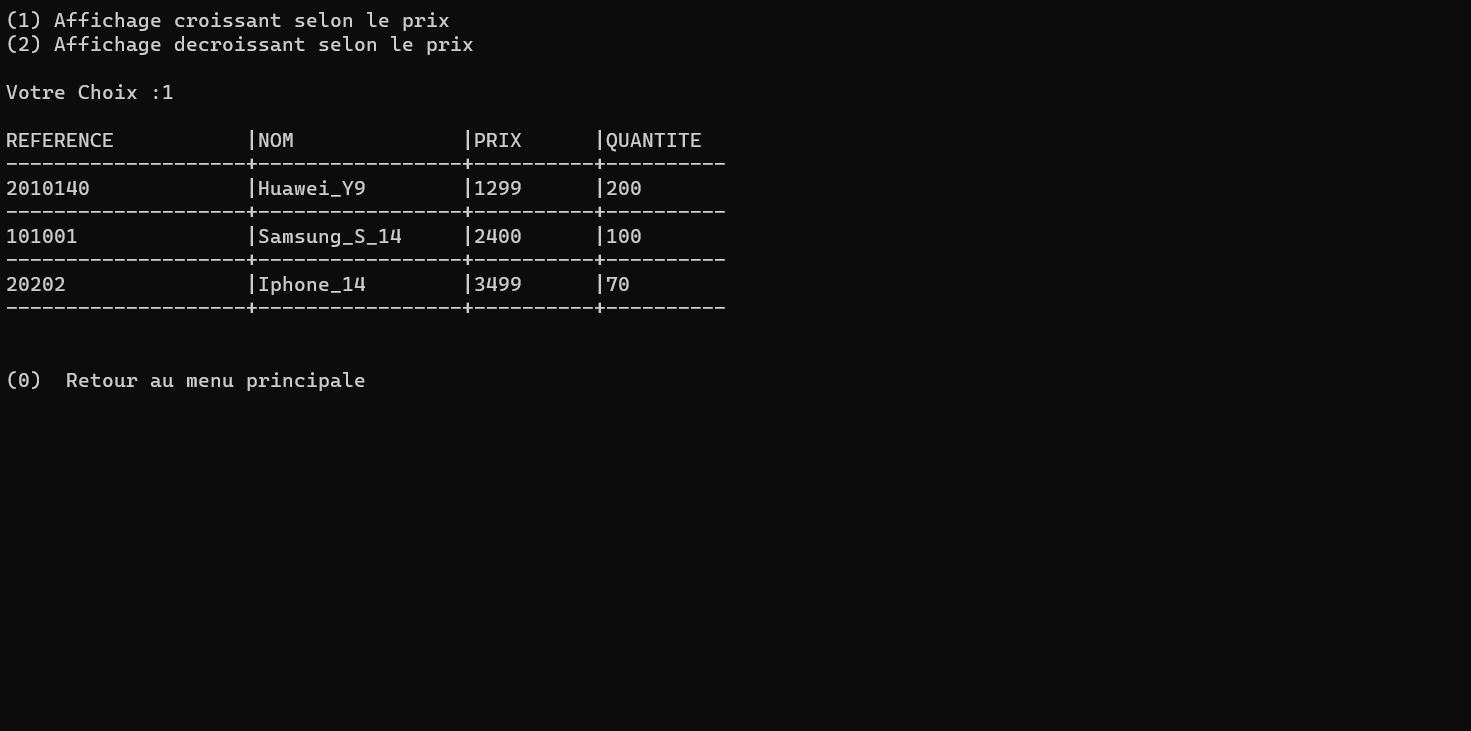 (1) Affichage croissant selon le prix
(2) Affichage decroissant selon le prix
Votre Choix :1
REFERENCE           |NOM              |PRIX      |QUANTITE
--------------------+-----------------+----------+----------
2010140             |Huawei_Y9        |1299      |200
--------------------+-----------------+----------+----------
101001              |Samsung_S_14     |2400      |100
--------------------+-----------------+----------+----------
20202               |Iphone_14        |3499      |70
--------------------+-----------------+----------+----------
(0)  Retour au menu principale